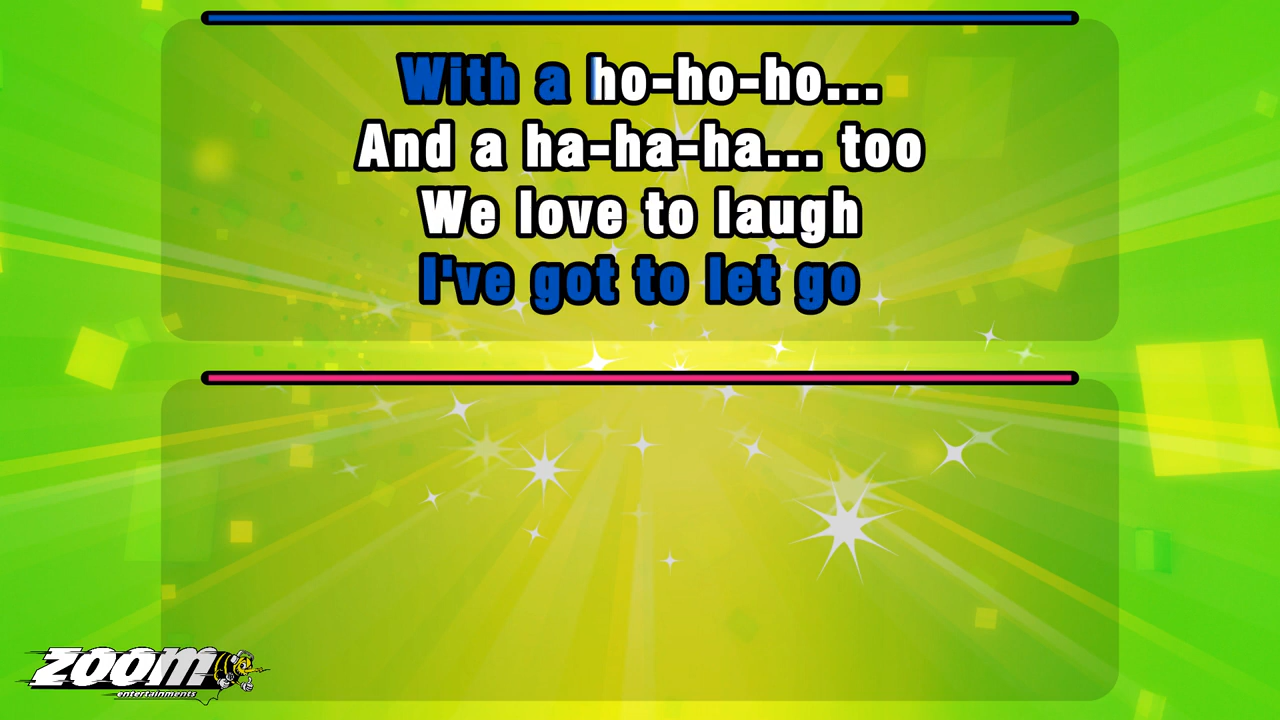 With a ho-ho-ho...
And a ha-ha-ha... too
We love to laugh
I've got to let go
zoom
entertainments